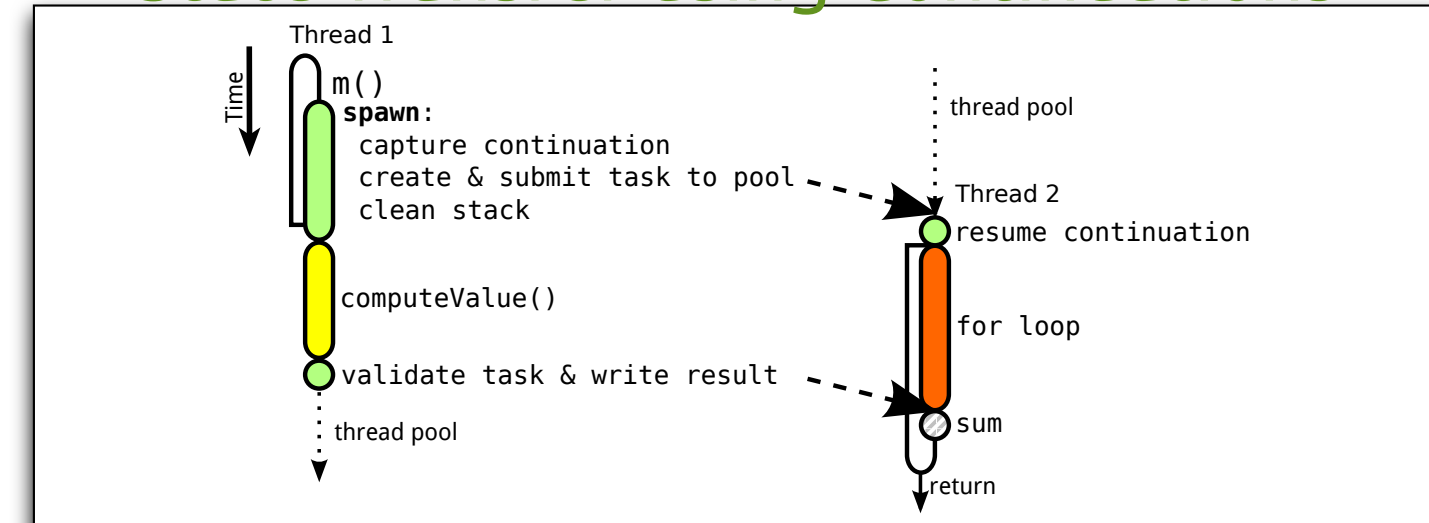 Thread 1
Time
m()
spawn:
capture continuation
create & submit task to pool
clean stack
computeValue()
validate task & write result
thread pool
thread pool
Thread 2
resume continuation
for loop
sum
return